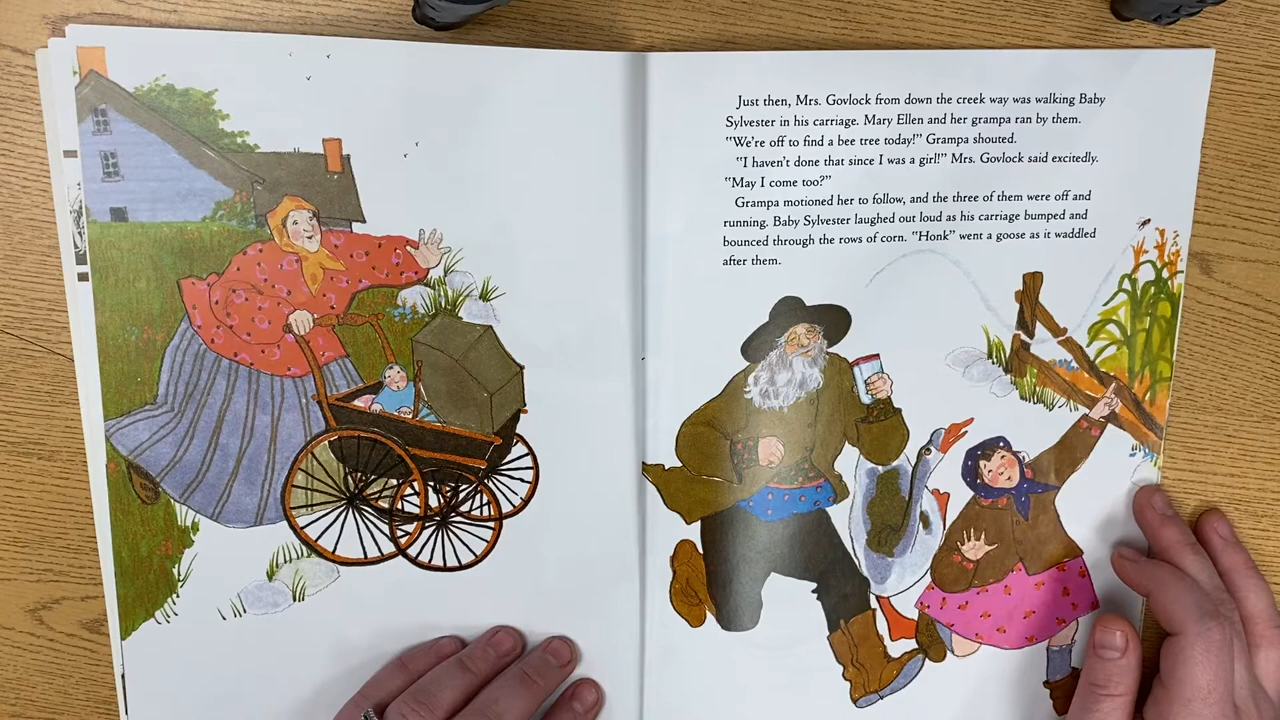 Just then, Mrs. Govlock from down the creek way was walking Baby
Sylvester in his carriage. Mary Ellen and her grampa ran by them.
"We're off to find a bee tree today!" Grampa shouted.
"I haven't done that since I was a girl!" Mrs. Govlock said excitedly.
"May I come too?"
Grampa motioned her to follow, and the three of them were off and
running. Baby Sylvester laughed out loud as his carriage bumped and
bounced through the rows of corn. "Honk" went a goose as it waddled
after them.